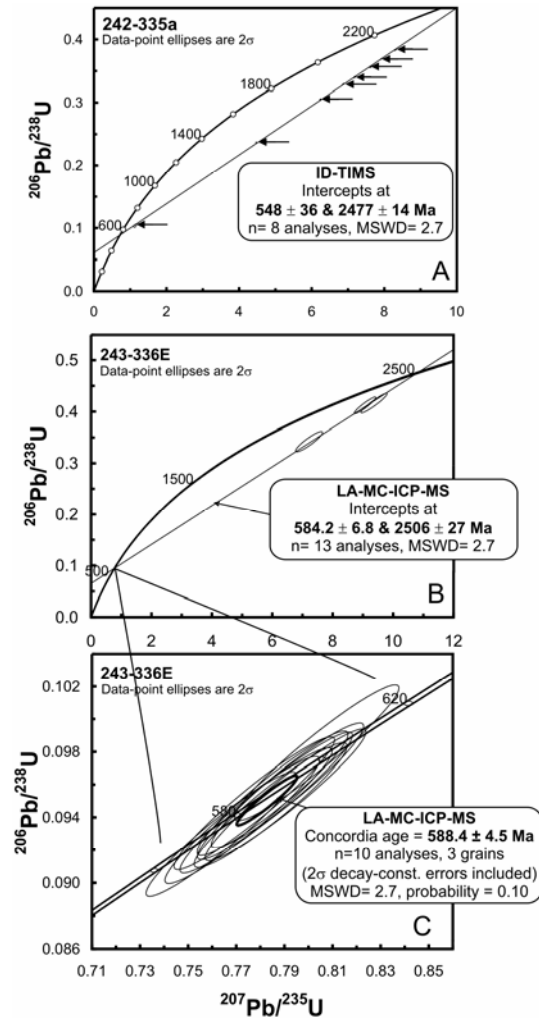 242-335a
Data-point ellipses are 2σ
0.4
0.3
0.2
0.1
0.0
²⁰⁶Pb/²³⁸U
600
1000
1400
1800
2200
ID-TIMS
Intercepts at
548 ± 36 & 2477 ± 14 Ma
n= 8 analyses, MSWD= 2.7
A
0 2 4 6 8 10
243-336E
Data-point ellipses are 2σ
0.5
0.4
0.3
0.2
0.1
0.0
²⁰⁶Pb/²³⁸U
500
1500
2500
LA-MC-ICP-MS
Intercepts at
584.2 ± 6.8 & 2506 ± 27 Ma
n= 13 analyses, MSWD= 2.7
B
0 2 4 6 8 10 12
243-336E
Data-point ellipses are 2σ
0.102
0.098
0.094
0.090
0.086
²⁰⁶Pb/²³⁸U
620
580
LA-MC-ICP-MS
Concordia age = 588.4 ± 4.5 Ma
n=10 analyses, 3 grains
(2σ decay-const. errors included)
MSWD= 2.7, probability = 0.10
C
0.71 0.73 0.75 0.77 0.79 0.81 0.83 0.85
²⁰⁷Pb/²³⁵U